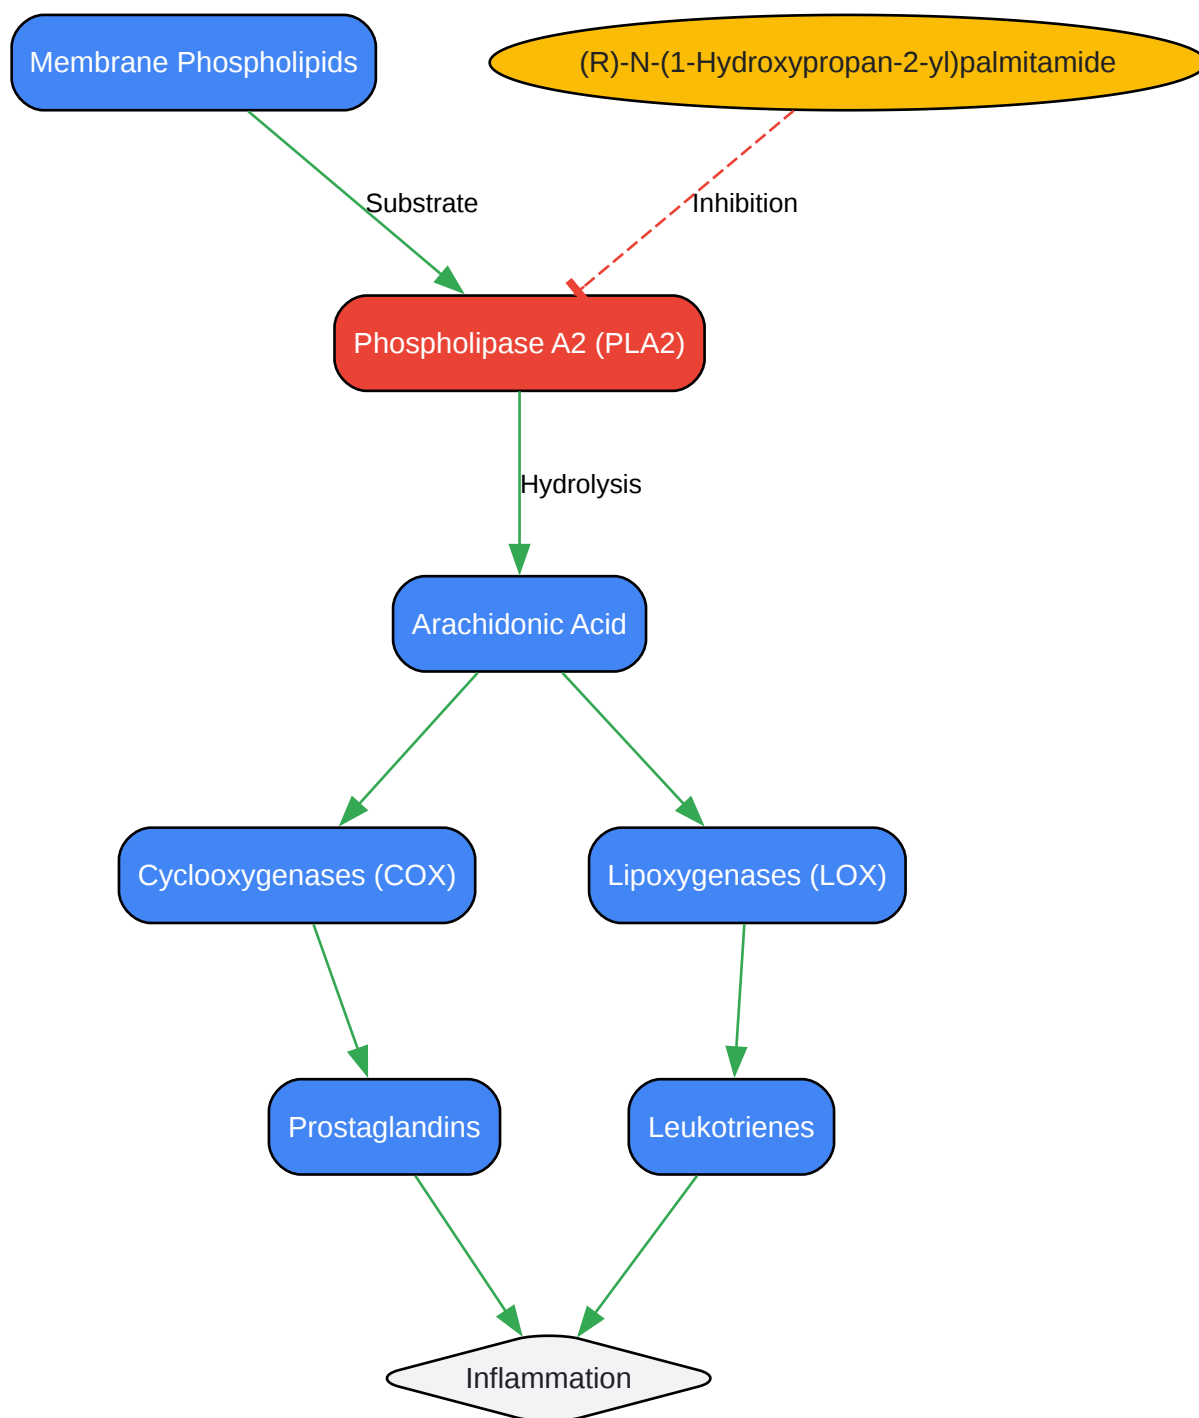 Membrane Phospholipids
(R)-N-(1-Hydroxypropan-2-yl)palmitamide
Substrate
Inhibition
Phospholipase A2 (PLA2)
Hydrolysis
Arachidonic Acid
Cyclooxygenases (COX)
Lipoxygenases (LOX)
Prostaglandins
Leukotrienes
Inflammation